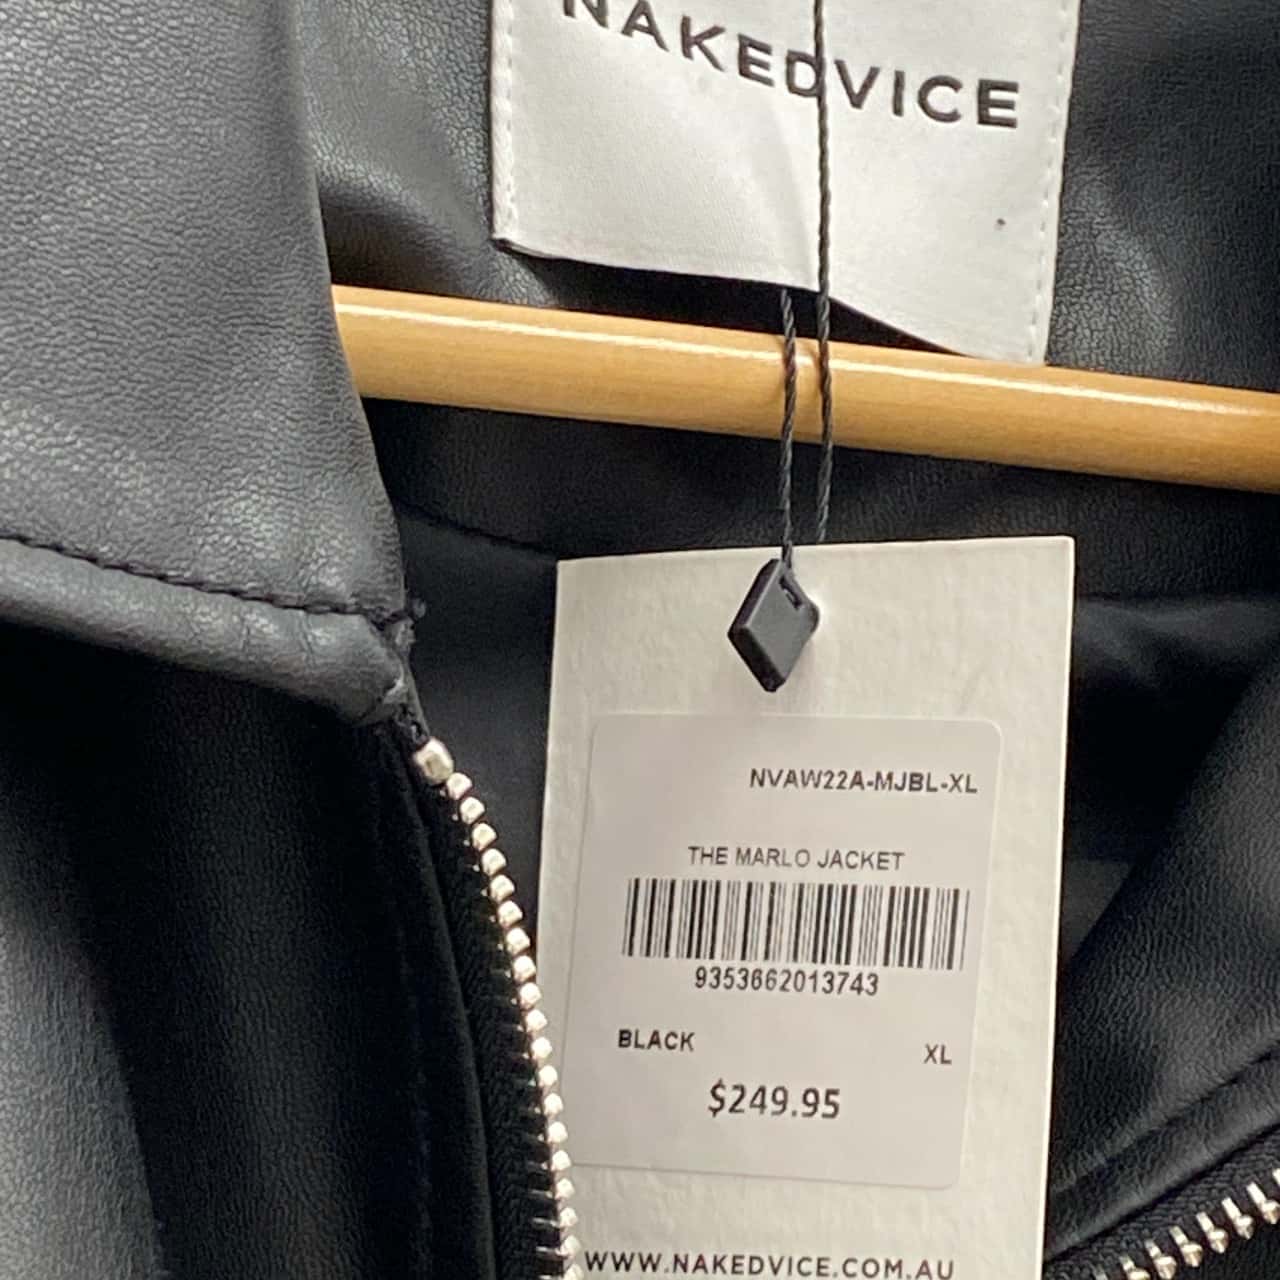 NAKEDVICE
NVAW22A-MJBL-XL
THE MARLO JACKET
9353662013743
BLACK XL
$249.95
WWW.NAKEDVICE.COM.AU